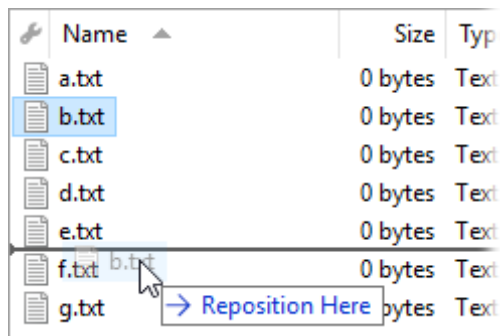 Name Size Typ
a.txt 0 bytes Text
b.txt 0 bytes Text
c.txt 0 bytes Text
d.txt 0 bytes Text
e.txt 0 bytes Text
f.txt b.txt 0 bytes Text
g.txt → Reposition Here bytes Text